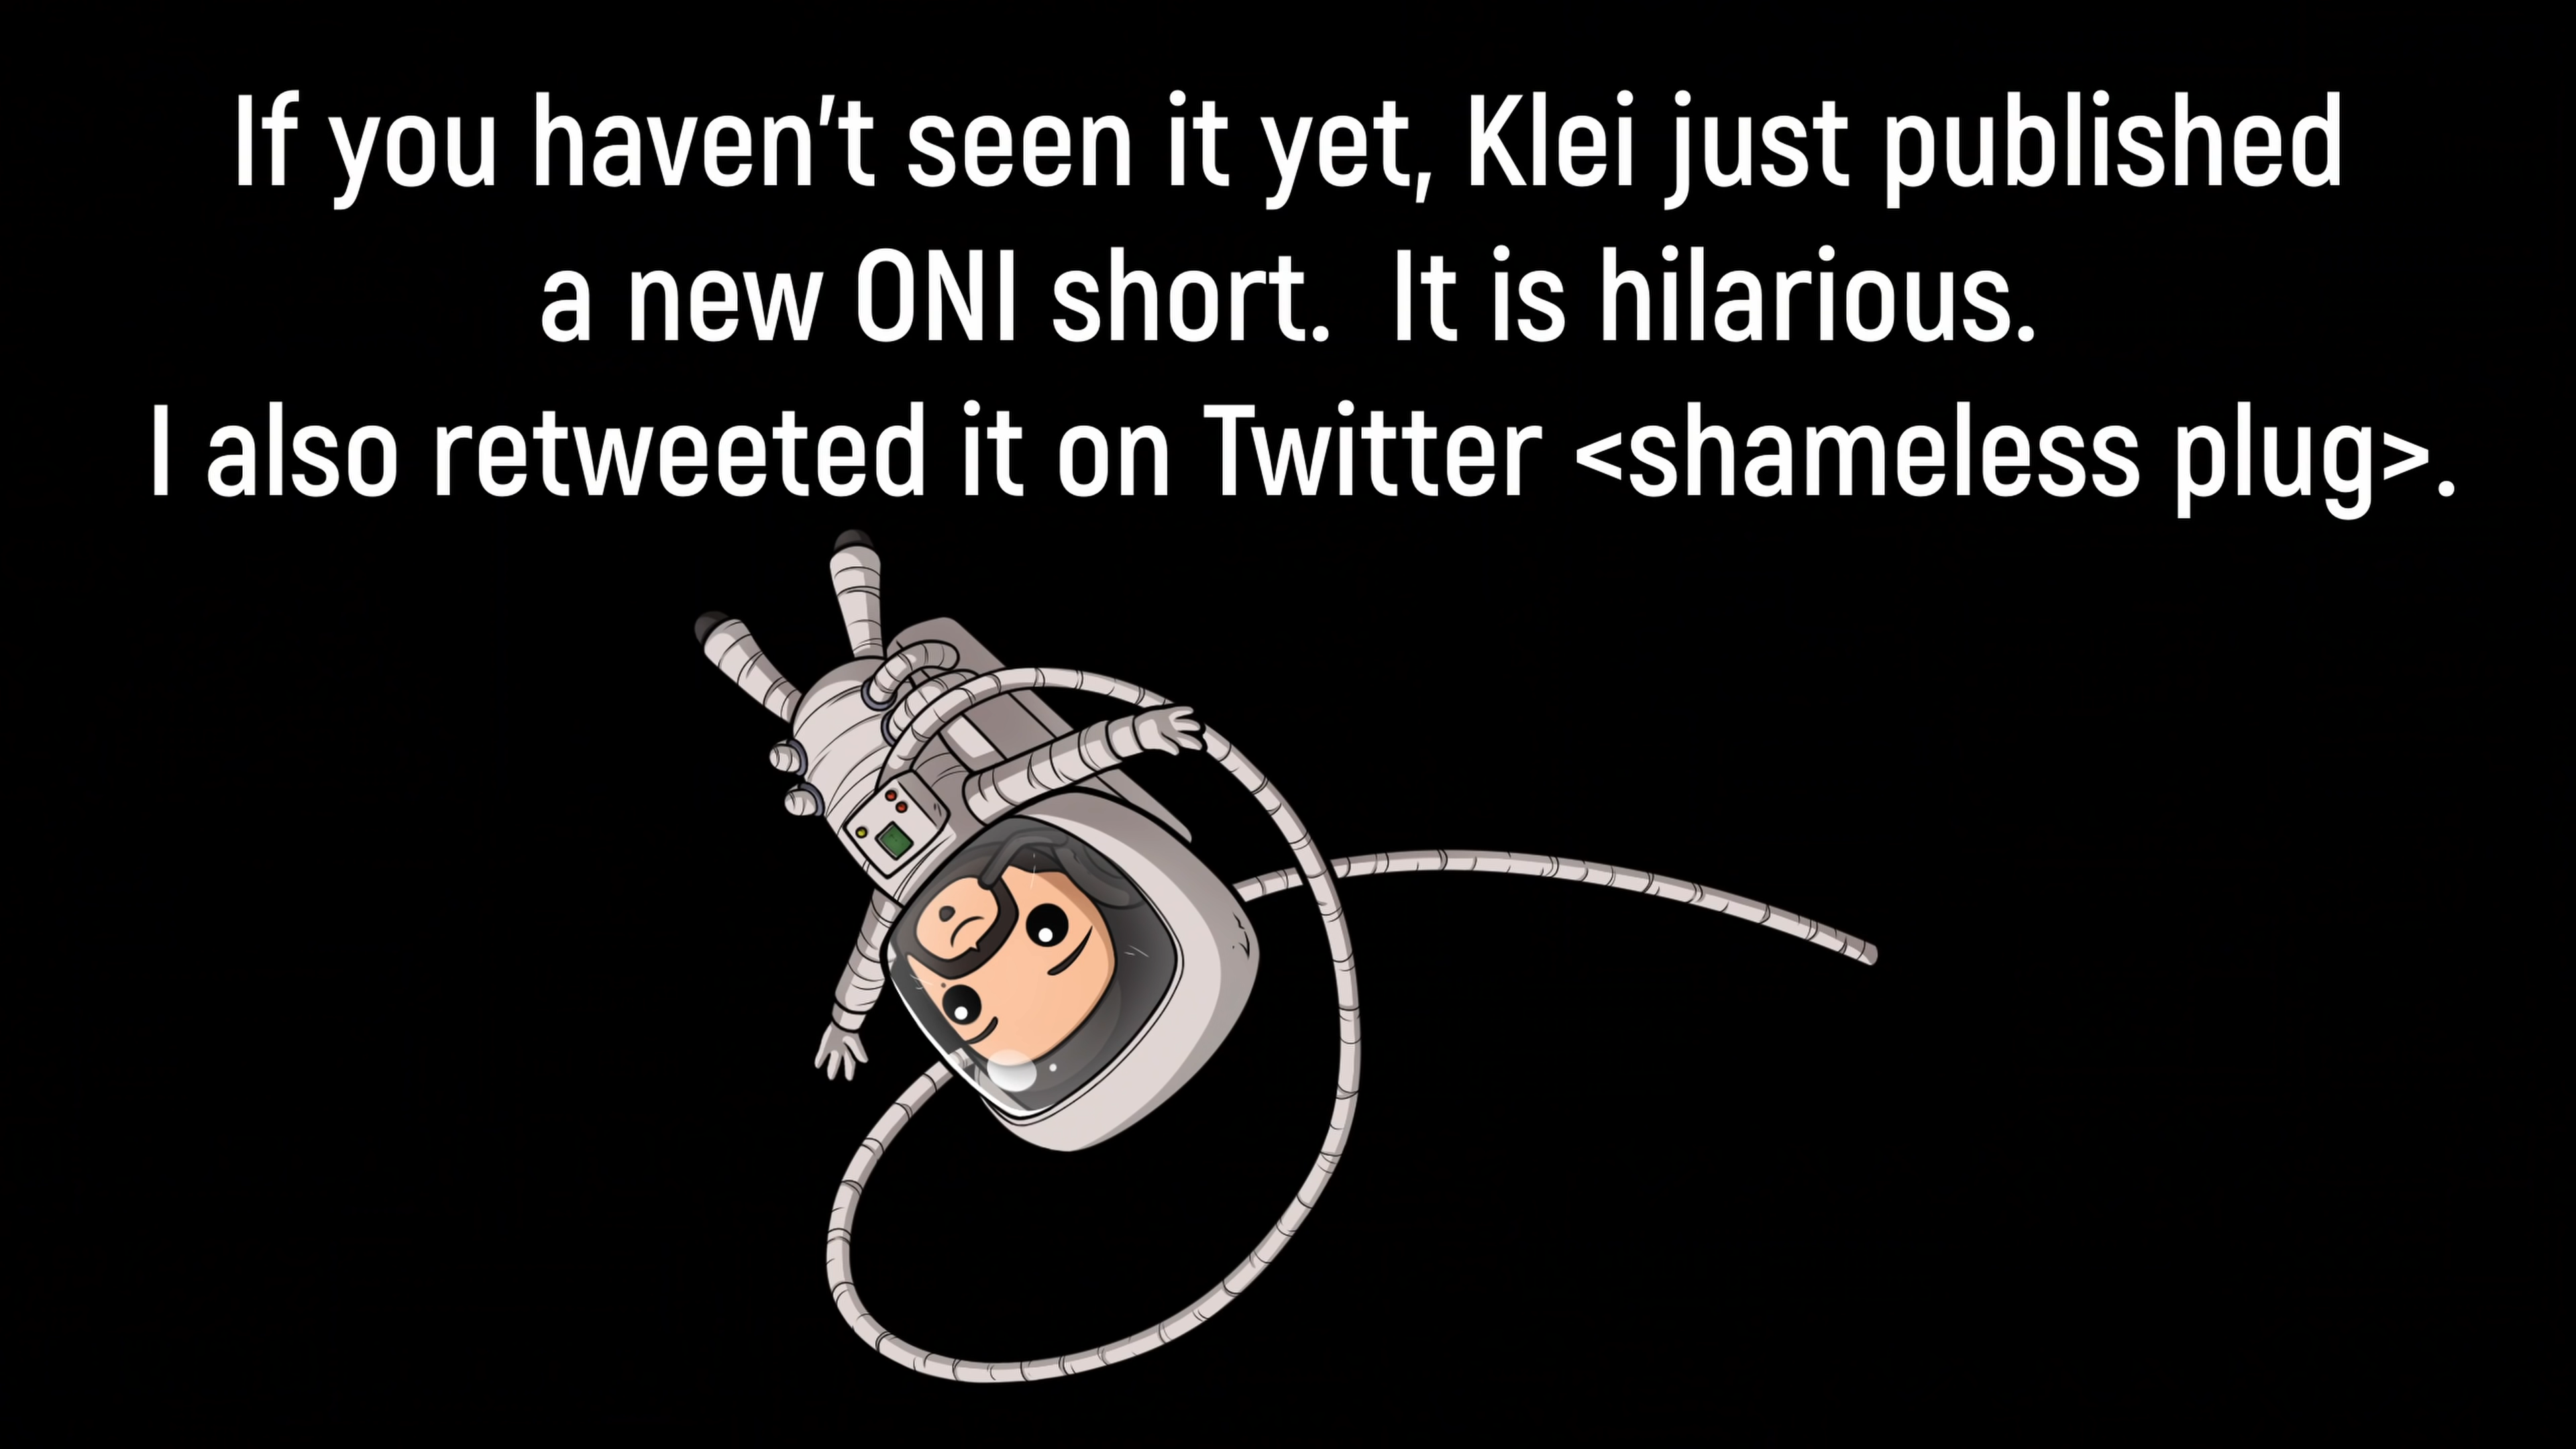 If you haven't seen it yet, Klei just published
a new ONI short.  It is hilarious.
I also retweeted it on Twitter <shameless plug>.